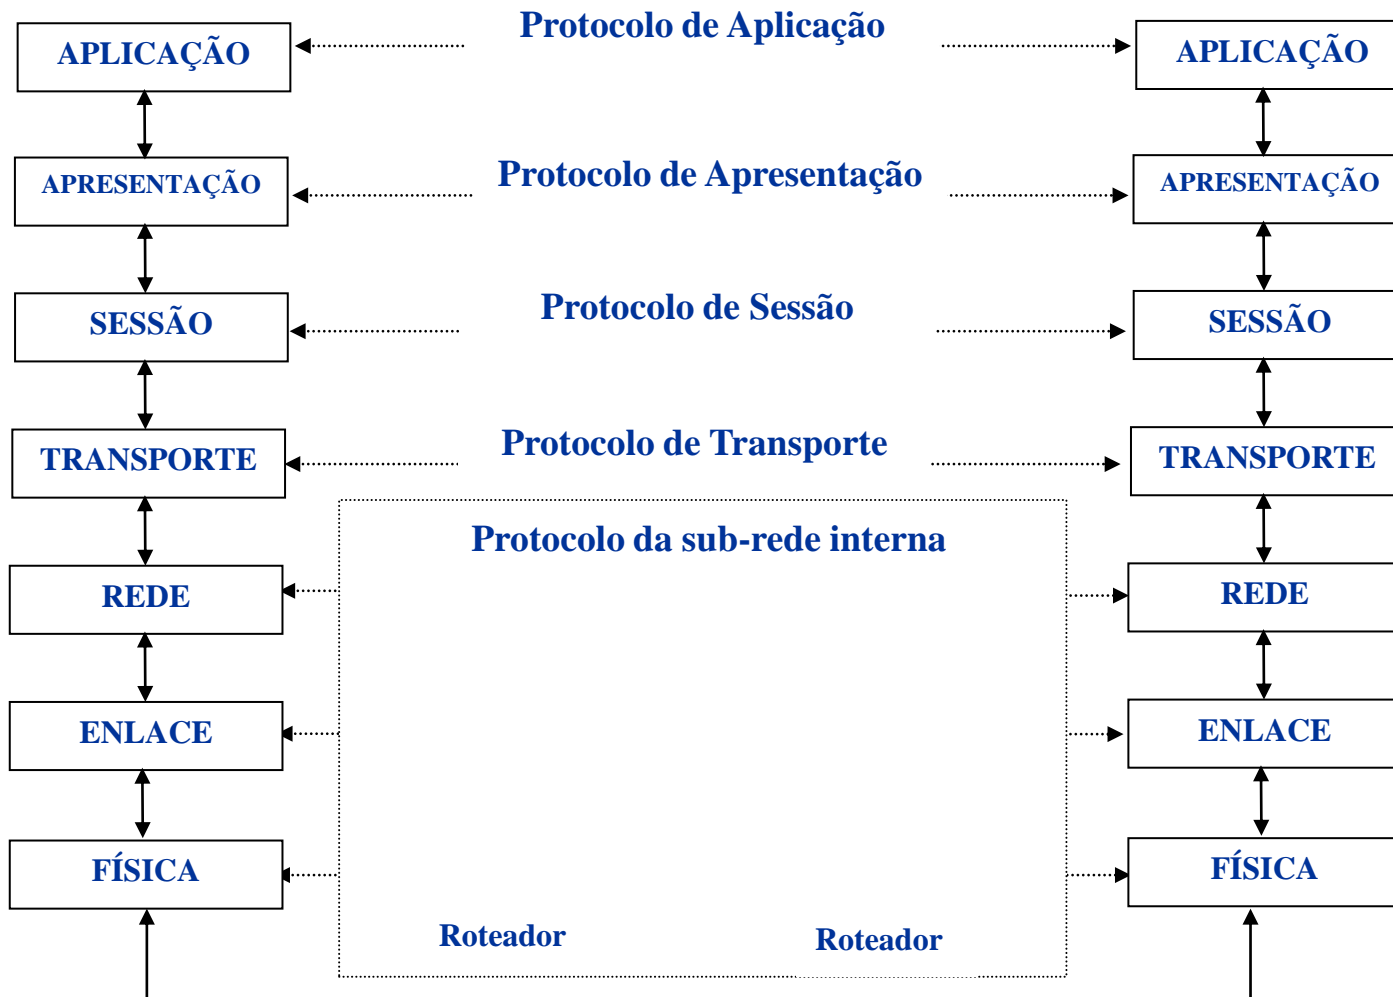 Protocolo de Aplicação
APLICAÇÃO
APLICAÇÃO
Protocolo de Apresentação
APRESENTAÇÃO
APRESENTAÇÃO
Protocolo de Sessão
SESSÃO
SESSÃO
Protocolo de Transporte
TRANSPORTE
TRANSPORTE
Protocolo da sub-rede interna
REDE
REDE
ENLACE
ENLACE
FÍSICA
FÍSICA
Roteador
Roteador